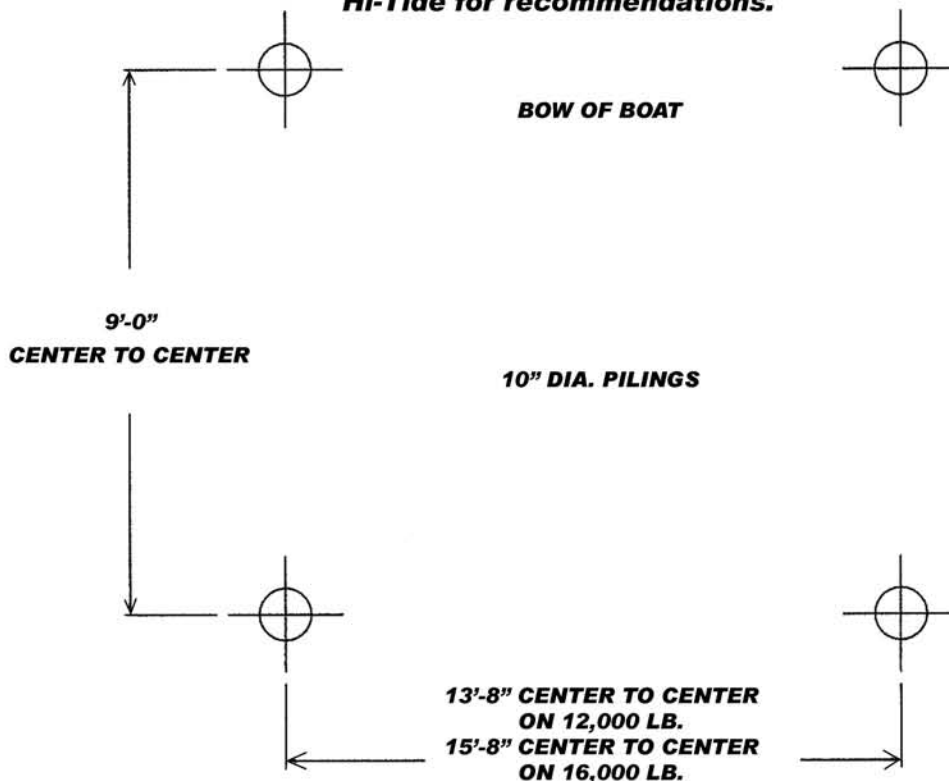 Hi-Tide for recommendations.
BOW OF BOAT
9'-0”
CENTER TO CENTER
10” DIA. PILINGS
13'-8” CENTER TO CENTER
ON 12,000 LB.
15'-8” CENTER TO CENTER
ON 16,000 LB.